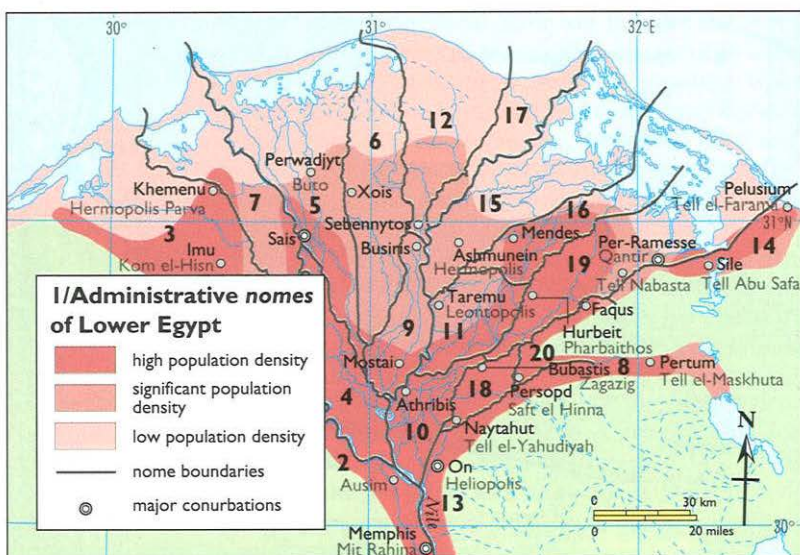 30°
31°
32°E
17
12
6
Perwadjyt
Buto
Khemenu
Hermopolis Parva
7
5
Xois
15
16
Pelusium
Tell el-Farama
31°N
3
Sais
Sebennytos
Busiris
Mendes
Ashmunein
Hermopolis
19
Per-Ramesse
Qantir
14
Imu
Kom el-Hisn
Tell Nabasta
Sile
Tell Abu Safa
Taremu
Leontopolis
Faqus
9
11
Hurbeit
Pharbaithos
Mostai
20
Bubastis
Zagazig
8
Pertum
Tell el-Maskhuta
4
18
Persopd
Saft el Hinna
Athribis
10
Naytahut
Tell el-Yahudiyah
2
Ausim
On
Heliopolis
13
Nile
Memphis
Mit Rahina
N
0 30 km
0 20 miles
30°
1/Administrative nomes
of Lower Egypt
high population density
significant population
density
low population density
nome boundaries
major conurbations